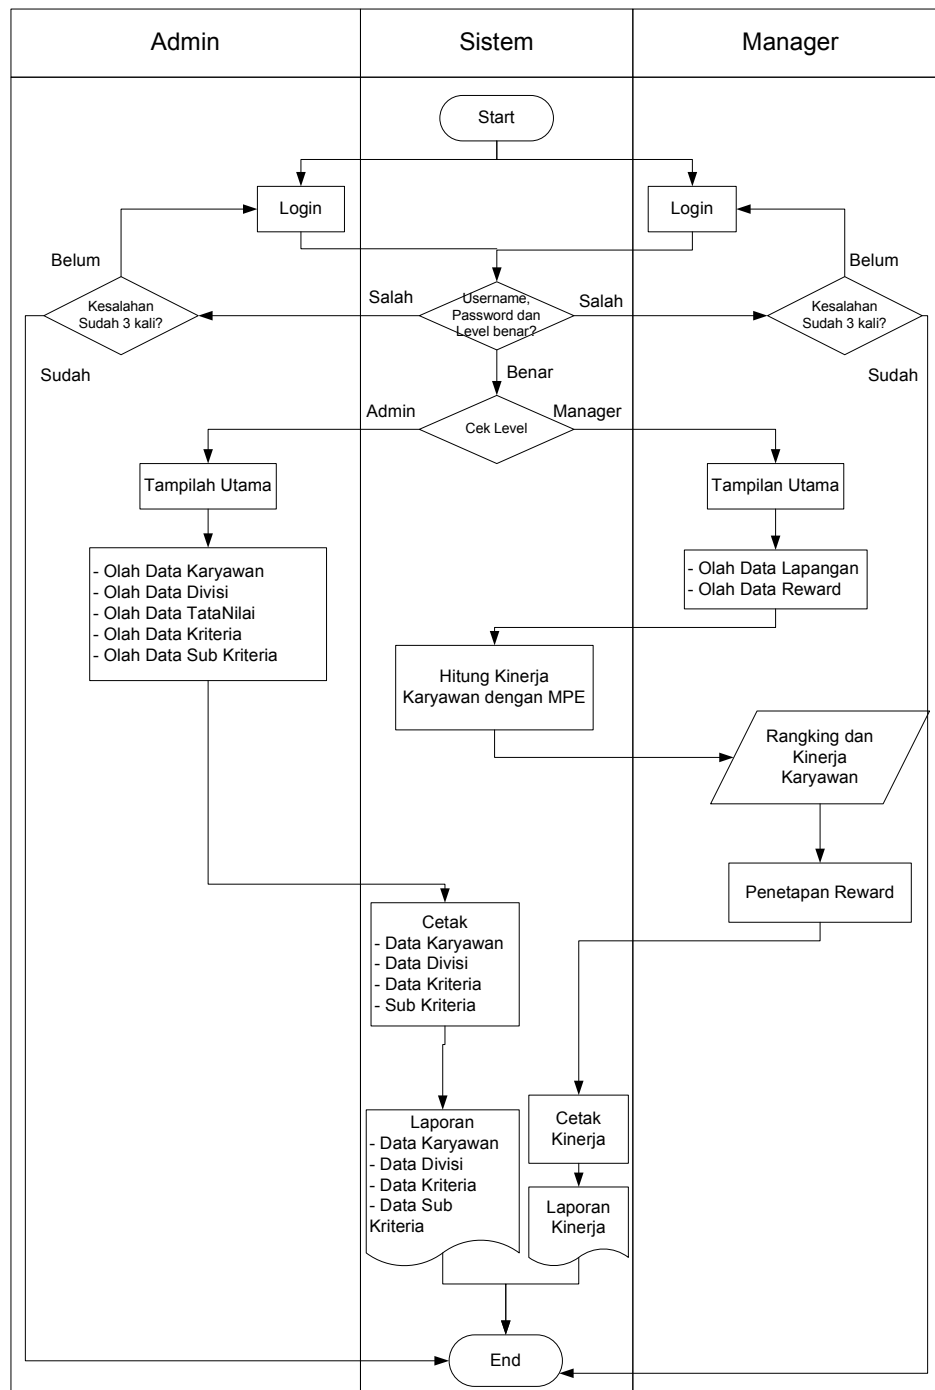 Admin
Sistem
Manager
Start
Login
Login
Belum
Belum
Kesalahan
Sudah 3 kali?
Salah
Username,
Password dan
Level benar?
Salah
Kesalahan
Sudah 3 kali?
Sudah
Benar
Sudah
Admin
Cek Level
Manager
Tampilah Utama
Tampilan Utama
- Olah Data Karyawan
- Olah Data Divisi
- Olah Data TataNilai
- Olah Data Kriteria
- Olah Data Sub Kriteria
- Olah Data Lapangan
- Olah Data Reward
Hitung Kinerja
Karyawan dengan MPE
Rangking dan
Kinerja
Karyawan
Penetapan Reward
Cetak
- Data Karyawan
- Data Divisi
- Data Kriteria
- Sub Kriteria
Laporan
- Data Karyawan
- Data Divisi
- Data Kriteria
- Data Sub
Kriteria
Cetak
Kinerja
Laporan
Kinerja
End